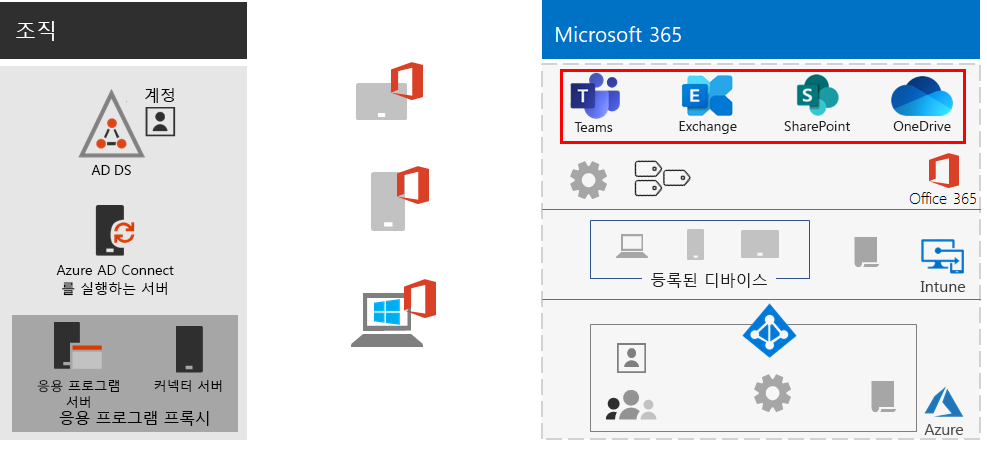 조직
계정
AD DS
Azure AD Connect
를 실행하는 서버
응용 프로그램
서버
커넥터 서버
응용 프로그램 프록시
Microsoft 365
Teams
Exchange
SharePoint
OneDrive
Office 365
등록된 디바이스
Intune
Azure